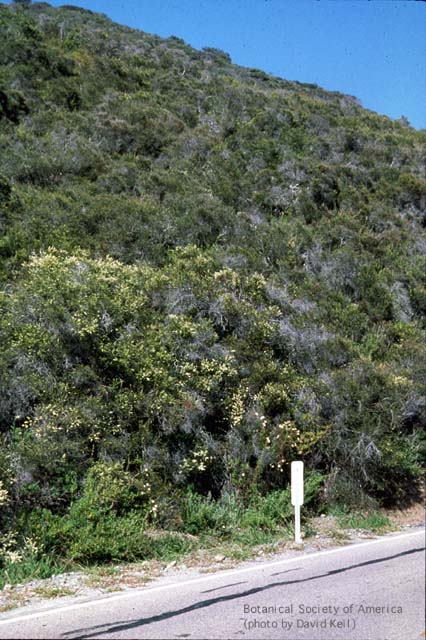 Botanical Society of America
(photo by David Keil)